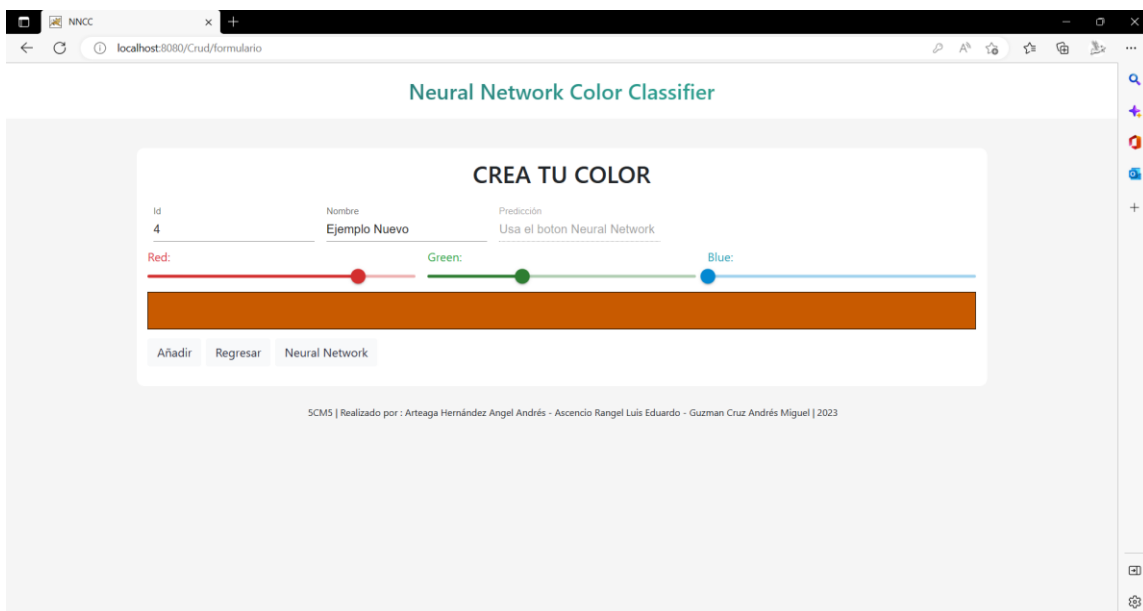 NNCC
localhost:8080/Crud/formulario
Neural Network Color Classifier
CREA TU COLOR
Id Nombre Predicción
4 Ejemplo Nuevo Usa el boton Neural Network
Red: Green: Blue:
Añadir Regresar Neural Network
5CM5 | Realizado por : Arteaga Hernández Angel Andrés - Ascencio Rangel Luis Eduardo - Guzman Cruz Andrés Miguel | 2023